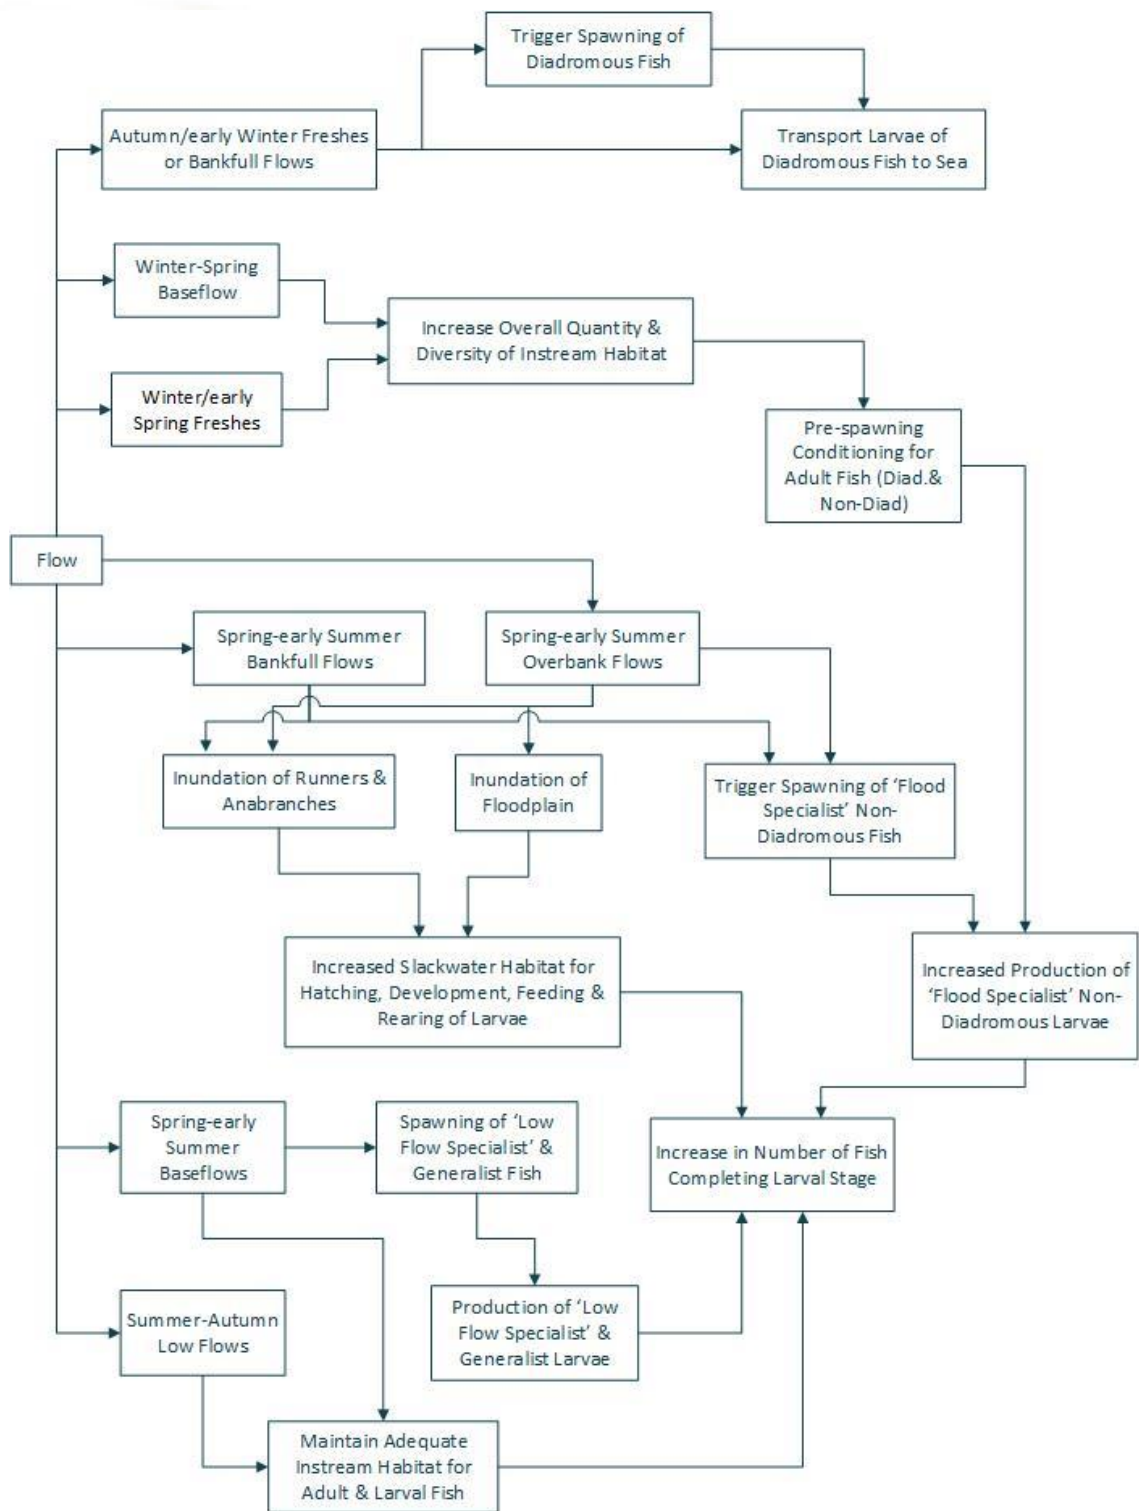 Trigger Spawning of
Diadromous Fish
Autumn/early Winter Freshes
or Bankfull Flows
Transport Larvae of
Diadromous Fish to Sea
Winter-Spring
Baseflow
Increase Overall Quantity &
Diversity of Instream Habitat
Winter/early
Spring Freshes
Pre-spawning
Conditioning for
Adult Fish (Diad.&
Non-Diad)
Flow
Spring-early Summer
Bankfull Flows
Spring-early Summer
Overbank Flows
Inundation of Runners &
Anabranches
Inundation of
Floodplain
Trigger Spawning of ‘Flood
Specialist’ Non-
Diadromous Fish
Increased Slackwater Habitat for
Hatching, Development, Feeding &
Rearing of Larvae
Increased Production of
‘Flood Specialist’ Non-
Diadromous Larvae
Spring-early
Summer
Baseflows
Spawning of ‘Low
Flow Specialist’ &
Generalist Fish
Increase in Number of Fish
Completing Larval Stage
Summer-Autumn
Low Flows
Production of ‘Low
Flow Specialist’ &
Generalist Larvae
Maintain Adequate
Instream Habitat for
Adult & Larval Fish